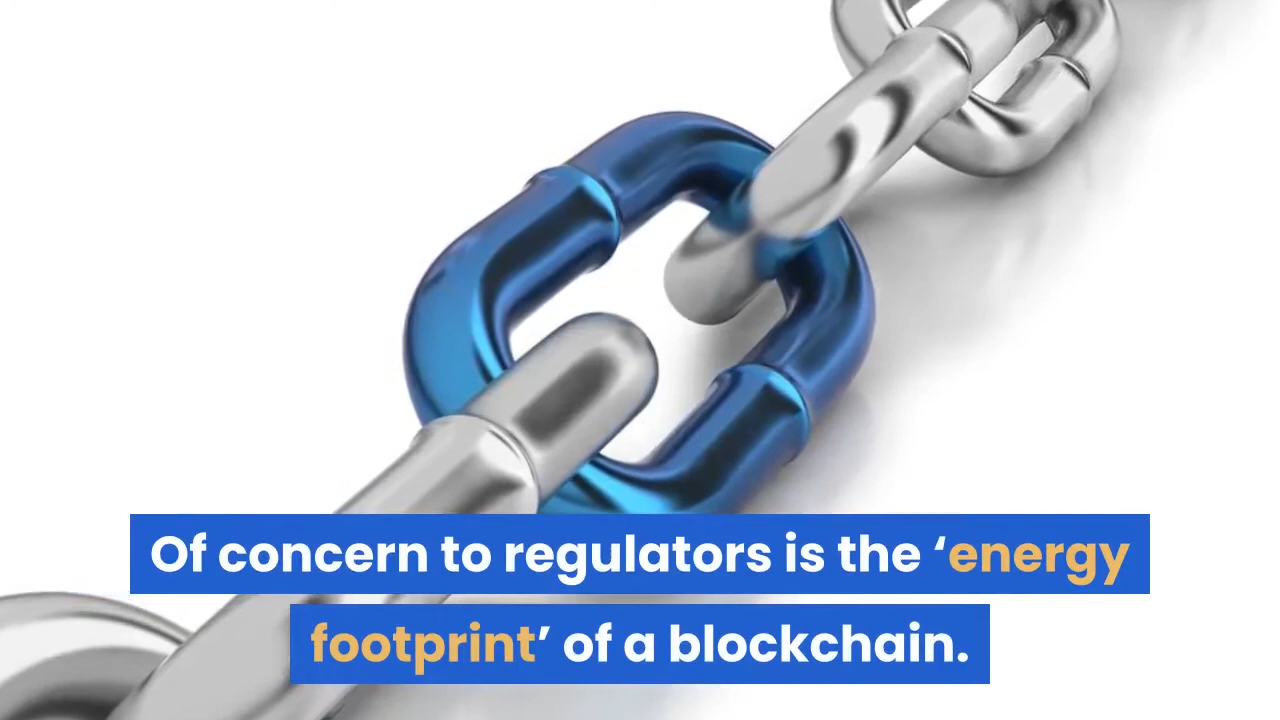 Of concern to regulators is the ‘energy
footprint’ of a blockchain.